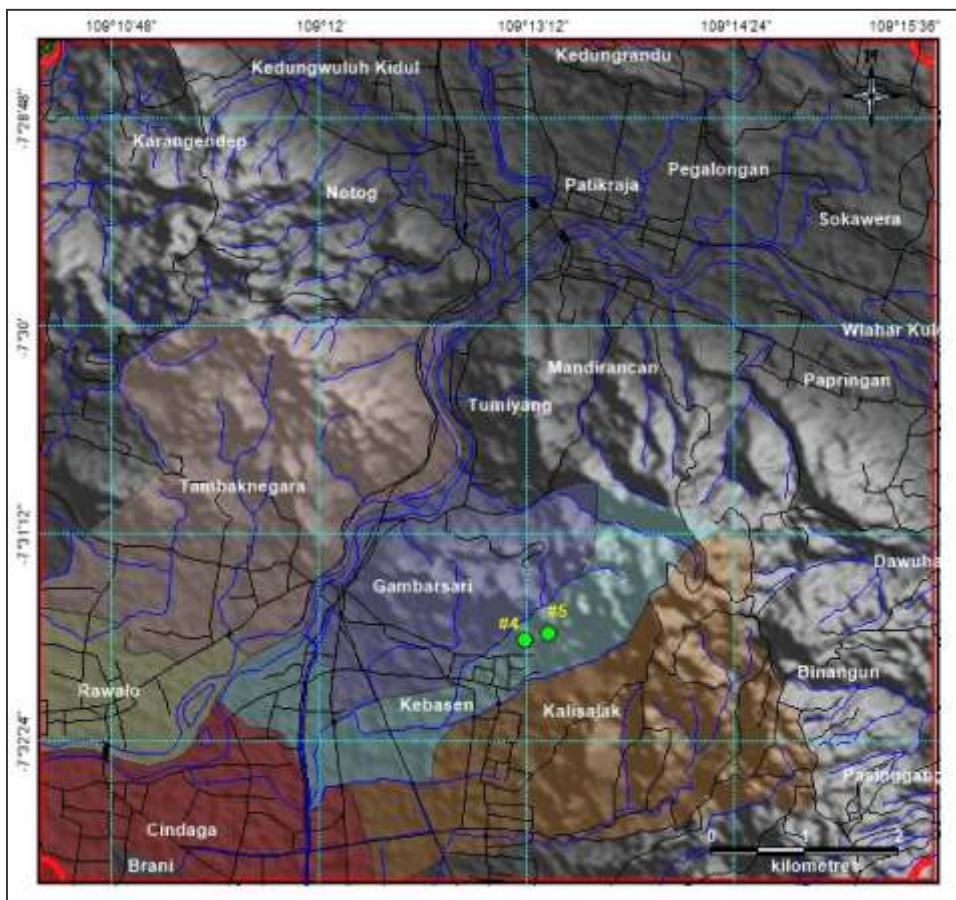 109°10'48" 109°12' 109°13'12" 109°14'24" 109°15'36"
Kedungwuluh Kidul Kedungrandu
-7°28'48"
Karangendep
Pegalongan
Notog Patikraja
Sokawera
-7°30'
Wlahar Kul
Mandirancan
Papringan
Tumiyang
Tambaknegara
-7°31'12"
Dawuha
Gambarsari
#4 #5
Binangun
Rawalo
Kebasen Kalisalak
-7°32'24"
Cindaga
0 1
Brani kilometres